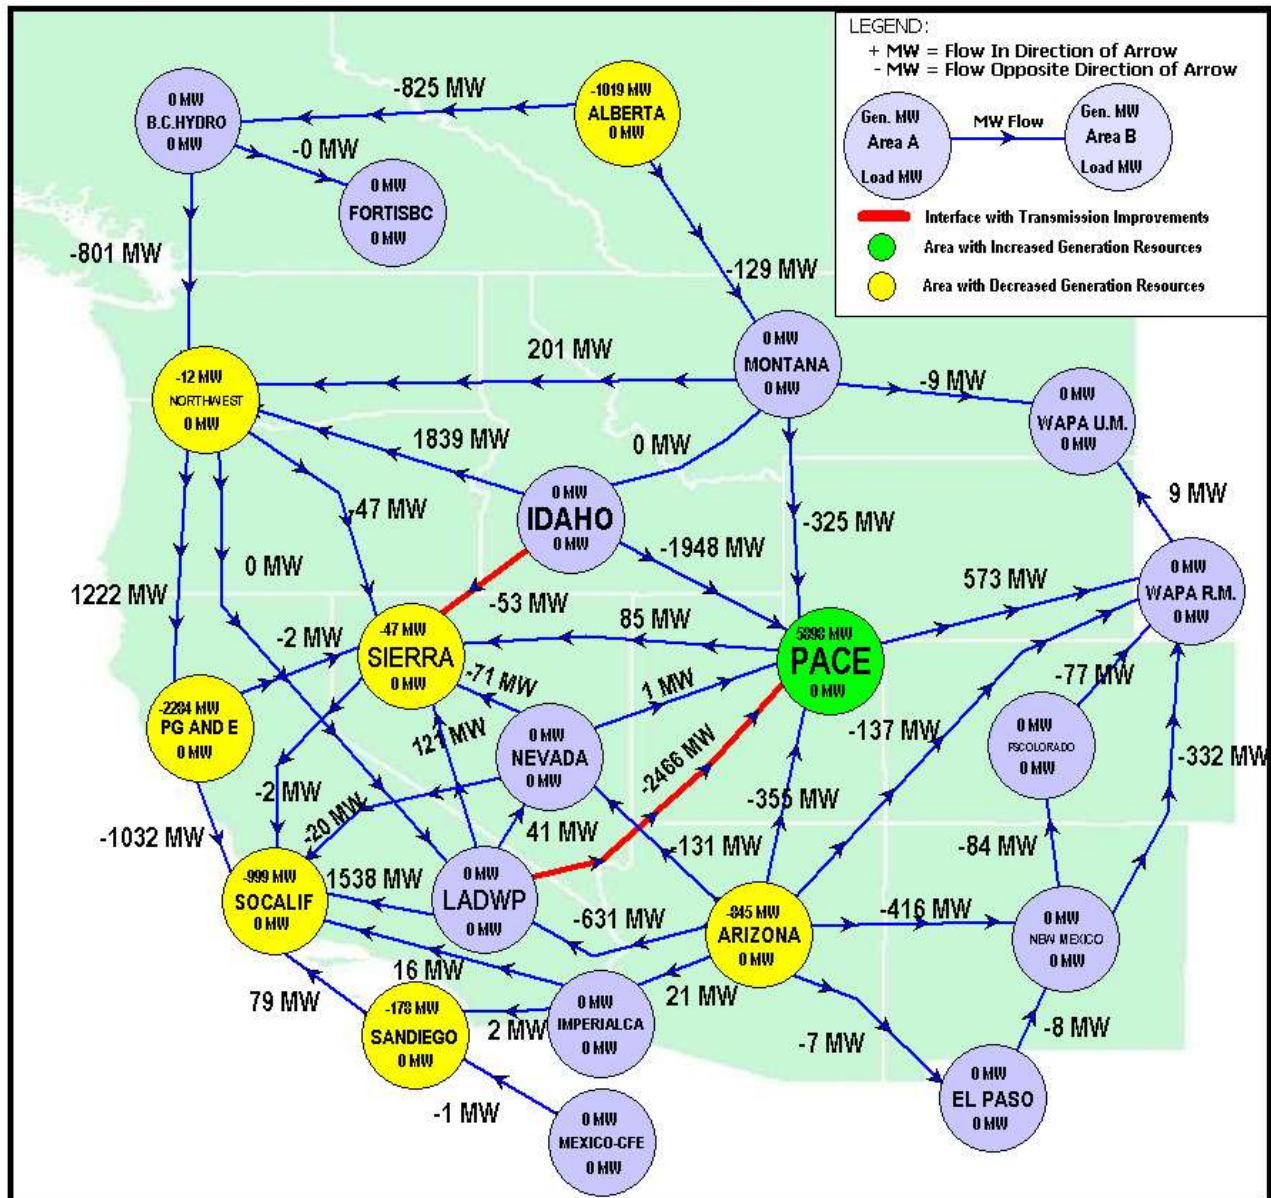 LEGEND:
+ MW = Flow In Direction of Arrow
- MW = Flow Opposite Direction of Arrow
Gen. MW
Area A
Load MW
MW Flow
Gen. MW
Area B
Load MW
Interface with Transmission Improvements
Area with Increased Generation Resources
Area with Decreased Generation Resources
-825 MW
0 MW
B.C.HYDRO
0 MW
-1019 MW
ALBERTA
0 MW
-0 MW
0 MW
FORTISBC
0 MW
-801 MW
-129 MW
201 MW
0 MW
MONTANA
0 MW
-9 MW
-12 MW
NORTHWEST
0 MW
0 MW
WAPA U.M.
0 MW
1839 MW
0 MW
9 MW
-47 MW
0 MW
IDAHO
0 MW
-325 MW
-1948 MW
0 MW
1222 MW
-53 MW
573 MW
0 MW
WAPA R.M.
0 MW
-2 MW
-47 MW
SIERRA
0 MW
85 MW
5898 MW
PACE
0 MW
-71 MW
1 MW
-77 MW
-2284 MW
PG AND E
0 MW
121 MW
0 MW
NEVADA
0 MW
-2466 MW
-137 MW
0 MW
PSCOLORADO
0 MW
-332 MW
-2 MW
-20 MW
-355 MW
-1032 MW
41 MW
-131 MW
-84 MW
-999 MW
SOCALIF
0 MW
1538 MW
0 MW
LADWP
0 MW
-631 MW
-845 MW
ARIZONA
0 MW
-416 MW
0 MW
NEW MEXICO
0 MW
16 MW
21 MW
79 MW
-178 MW
SANDIEGO
0 MW
2 MW
0 MW
IMPERIALCA
0 MW
-7 MW
-8 MW
0 MW
EL PASO
0 MW
-1 MW
0 MW
MEXICO-CFE
0 MW